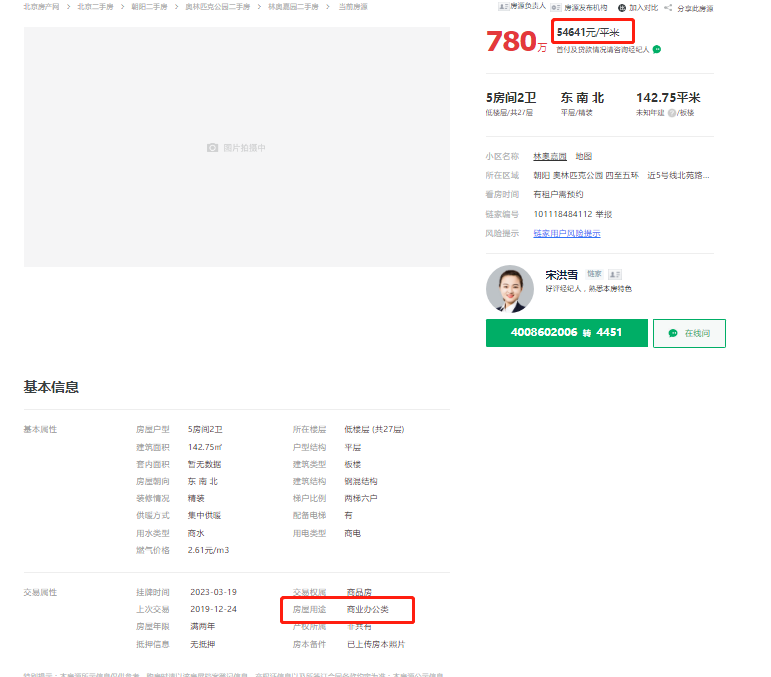 北京房产网 > 北京二手房 > 朝阳二手房 > 奥林匹克公园二手房 > 林奥嘉园二手房 > 当前房源
房源负责人 房源发布机构 加入对比 分享此房源
780万
54641元/平米
首付及贷款情况请咨询经纪人
图片拍摄中
5房间2卫 东 南 北 142.75平米
低楼层/共27层 平层/精装 未知年建 /板楼
小区名称 林奥嘉园 地图
所在区域 朝阳 奥林匹克公园 四至五环 近5号线北苑路...
看房时间 有租户需预约
链家编号 101118484112 举报
风险提示 链家用户风险提示
宋洪雪 链家
好评经纪人，熟悉本房特色
4008602006 转 4451 在线问
基本信息
基本属性 房屋户型 5房间2卫 所在楼层 低楼层 (共27层)
建筑面积 142.75㎡ 户型结构 平层
套内面积 暂无数据 建筑类型 板楼
房屋朝向 东 南 北 建筑结构 钢混结构
装修情况 精装 梯户比例 两梯六户
供暖方式 集中供暖 配备电梯 有
用水类型 商水 用电类型 商电
燃气价格 2.61元/m3
交易属性 挂牌时间 2023-03-19 交易权属 商品房
上次交易 2019-12-24 房屋用途 商业办公类
房屋年限 满两年 产权所属 非共有
抵押信息 无抵押 房本备件 已上传房本照片